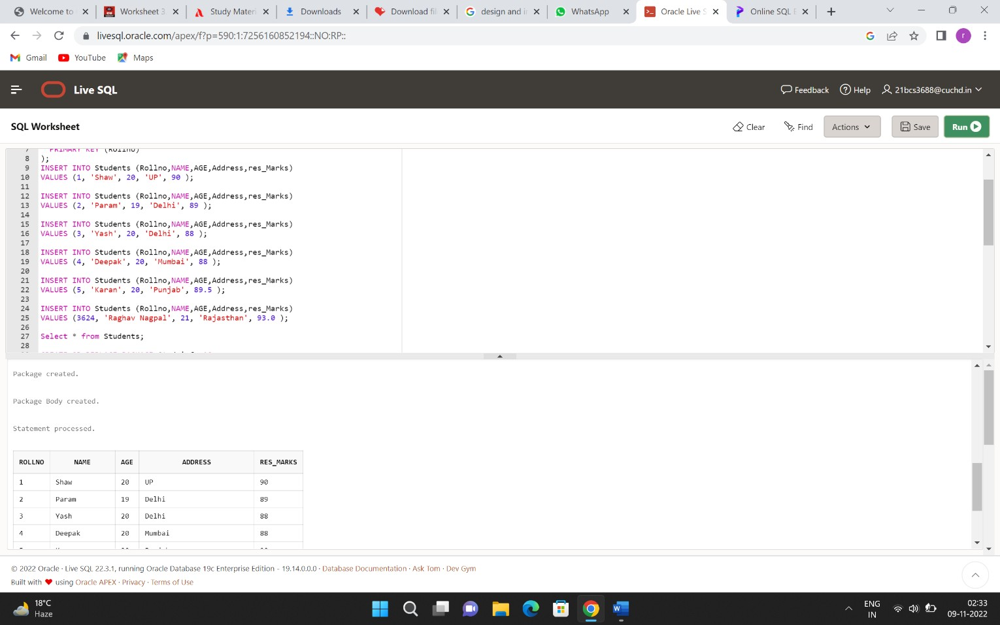 Welcome to
Worksheet 3
Study Materi
Downloads
Download fil
design and i
WhatsApp
Oracle Live S
Online SQL E
livesql.oracle.com/apex/f?p=590:1:7256160852194::NO:RP::
r
Gmail
YouTube
Maps
Live SQL
Feedback
Help
21bcs3688@cuchd.in
SQL Worksheet
Clear
Find
Actions
Save
Run
7 PRIMARY KEY (Rollno)
8 );
9 INSERT INTO Students (Rollno,NAME,AGE,Address,res_Marks)
10 VALUES (1, 'Shaw', 20, 'UP', 90 );
11
12 INSERT INTO Students (Rollno,NAME,AGE,Address,res_Marks)
13 VALUES (2, 'Param', 19, 'Delhi', 89 );
14
15 INSERT INTO Students (Rollno,NAME,AGE,Address,res_Marks)
16 VALUES (3, 'Yash', 20, 'Delhi', 88 );
17
18 INSERT INTO Students (Rollno,NAME,AGE,Address,res_Marks)
19 VALUES (4, 'Deepak', 20, 'Mumbai', 88 );
20
21 INSERT INTO Students (Rollno,NAME,AGE,Address,res_Marks)
22 VALUES (5, 'Karan', 20, 'Punjab', 89.5 );
23
24 INSERT INTO Students (Rollno,NAME,AGE,Address,res_Marks)
25 VALUES (3624, 'Raghav Nagpal', 21, 'Rajasthan', 93.0 );
26
27 Select * from Students;
28
Package created.
Package Body created.
Statement processed.
ROLLNO NAME AGE ADDRESS RES_MARKS
1 Shaw 20 UP 90
2 Param 19 Delhi 89
3 Yash 20 Delhi 88
4 Deepak 20 Mumbai 88
© 2022 Oracle · Live SQL 22.3.1, running Oracle Database 19c Enterprise Edition - 19.14.0.0.0 · Database Documentation · Ask Tom · Dev Gym
Built with ❤ using Oracle APEX · Privacy · Terms of Use
18°C
Haze
W
ENG
IN
02:33
09-11-2022